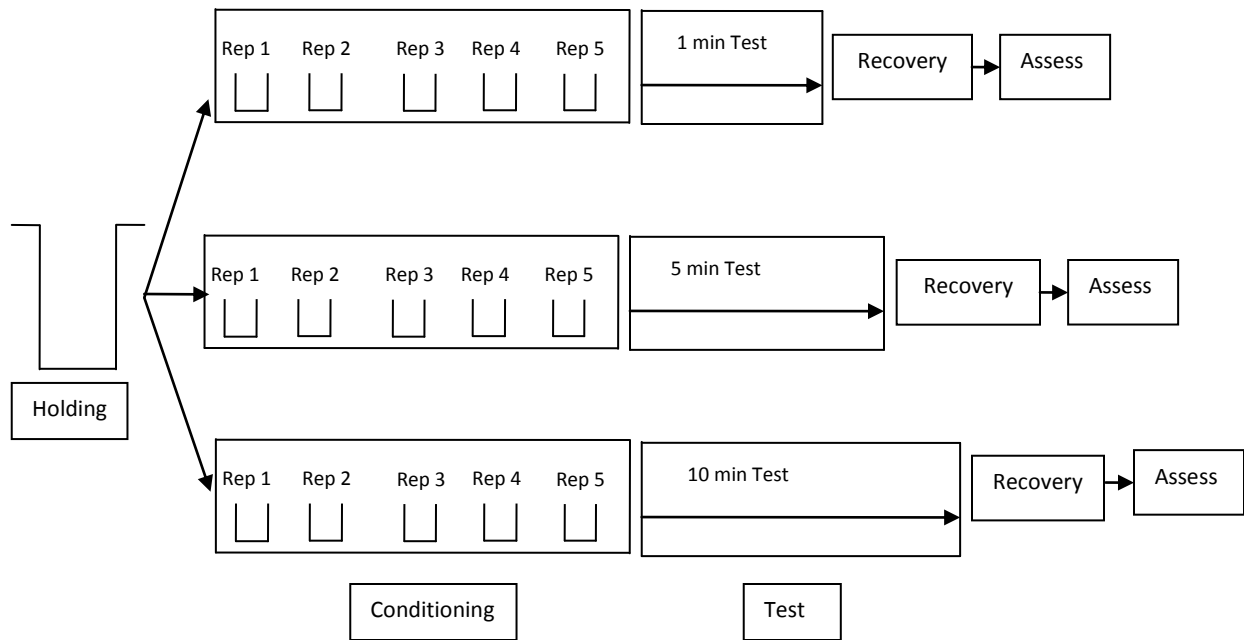 Rep 1 Rep 2 Rep 3 Rep 4 Rep 5
1 min Test
Recovery
Assess
Rep 1 Rep 2 Rep 3 Rep 4 Rep 5
5 min Test
Recovery
Assess
Holding
Rep 1 Rep 2 Rep 3 Rep 4 Rep 5
10 min Test
Recovery
Assess
Conditioning
Test